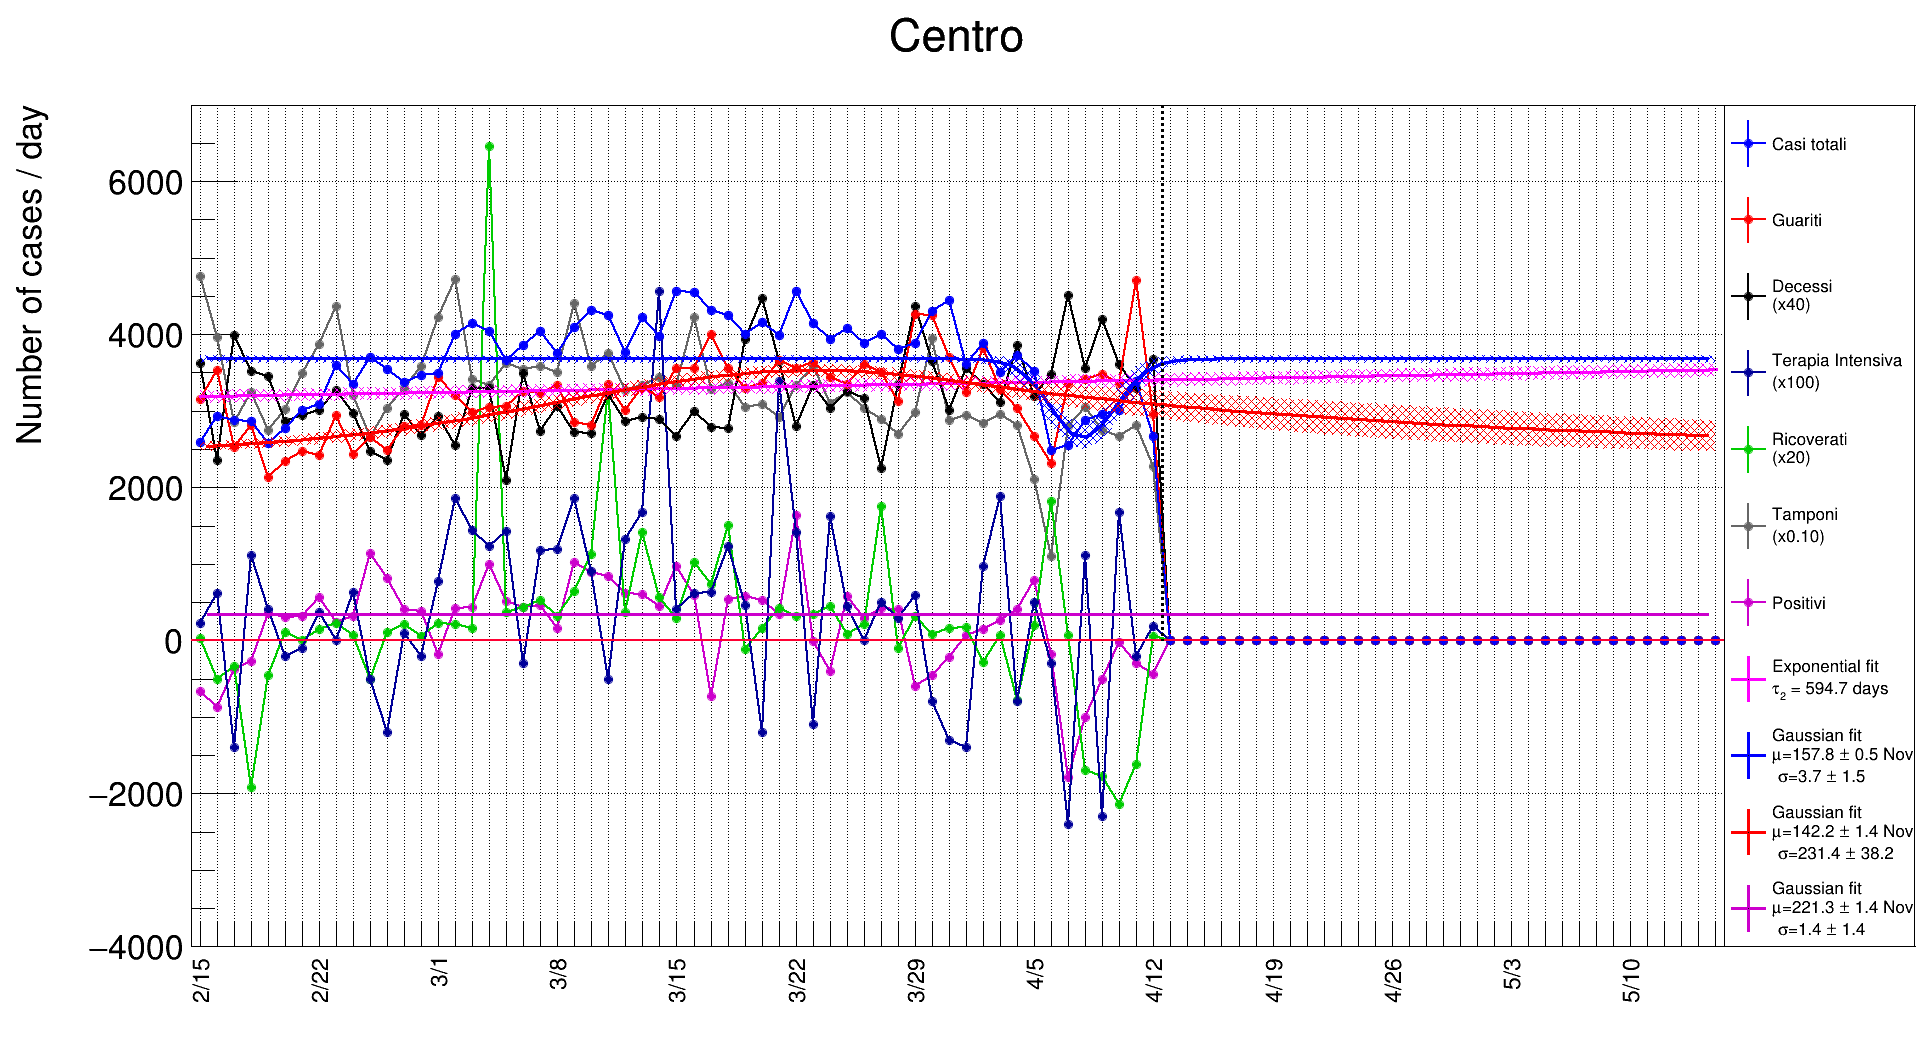 Centro
Number of cases / day
6000
4000
2000
0
−2000
−4000
2/15
2/22
3/1
3/8
3/15
3/22
3/29
4/5
4/12
4/19
4/26
5/3
5/10
Casi totali
Guariti
Decessi
(x40)
Terapia Intensiva
(x100)
Ricoverati
(x20)
Tamponi
(x0.10)
Positivi
Exponential fit
τ2 = 594.7 days
Gaussian fit
μ=157.8 ± 0.5 Nov
σ=3.7 ± 1.5
Gaussian fit
μ=142.2 ± 1.4 Nov
σ=231.4 ± 38.2
Gaussian fit
μ=221.3 ± 1.4 Nov
σ=1.4 ± 1.4